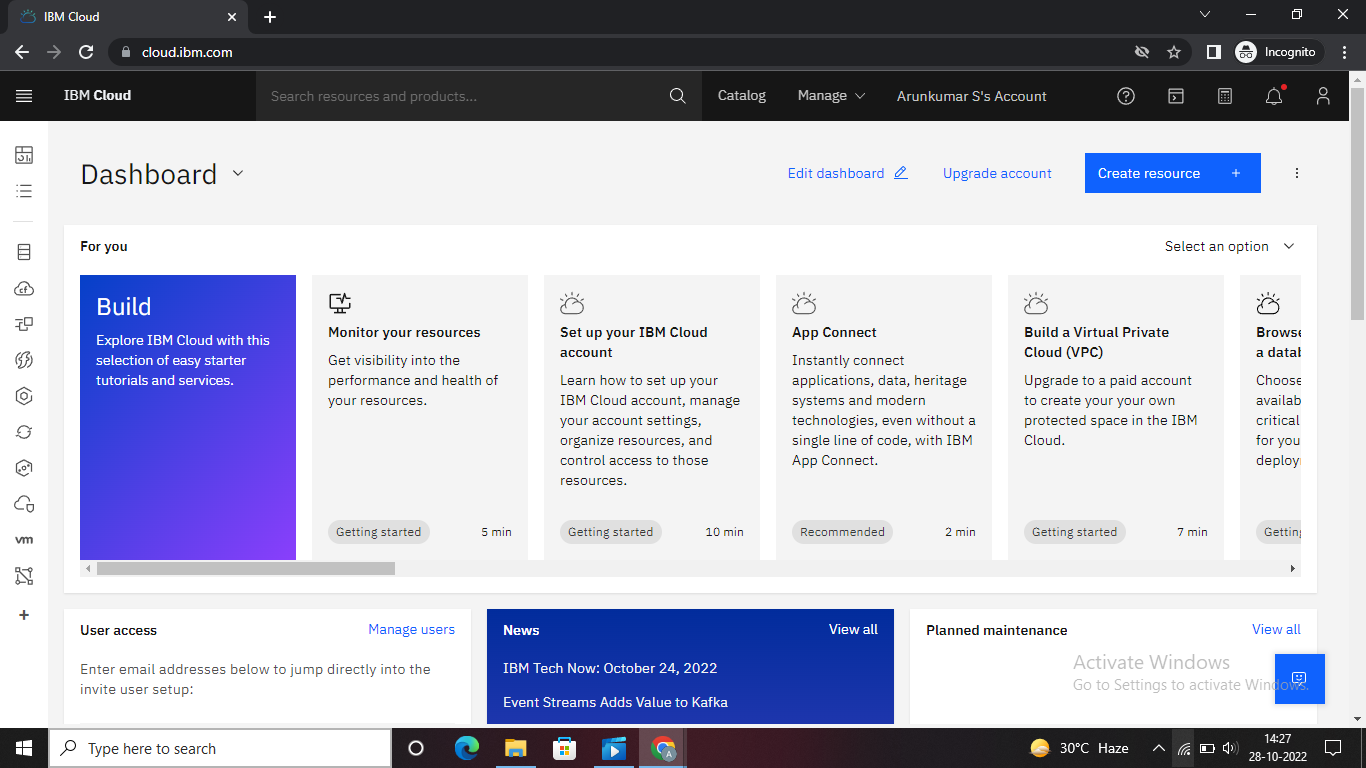 IBM Cloud
cloud.ibm.com
Incognito
IBM Cloud
Search resources and products...
Catalog
Manage
Arunkumar S's Account
Dashboard
Edit dashboard
Upgrade account
Create resource +
For you
Select an option
Build
Explore IBM Cloud with this
selection of easy starter
tutorials and services.
Monitor your resources
Get visibility into the
performance and health of
your resources.
Getting started
5 min
Set up your IBM Cloud
account
Learn how to set up your
IBM Cloud account, manage
your account settings,
organize resources, and
control access to those
resources.
Getting started
10 min
App Connect
Instantly connect
applications, data, heritage
systems and modern
technologies, even without a
single line of code, with IBM
App Connect.
Recommended
2 min
Build a Virtual Private
Cloud (VPC)
Upgrade to a paid account
to create your your own
protected space in the IBM
Cloud.
Getting started
7 min
Browse
a datab
Choose
availab
critical
for you
deploy
Getting
cf
vm
User access
Manage users
Enter email addresses below to jump directly into the
invite user setup:
News
View all
IBM Tech Now: October 24, 2022
Event Streams Adds Value to Kafka
Planned maintenance
View all
Activate Windows
Go to Settings to activate Windows.
Type here to search
A
30°C Haze
14:27
28-10-2022